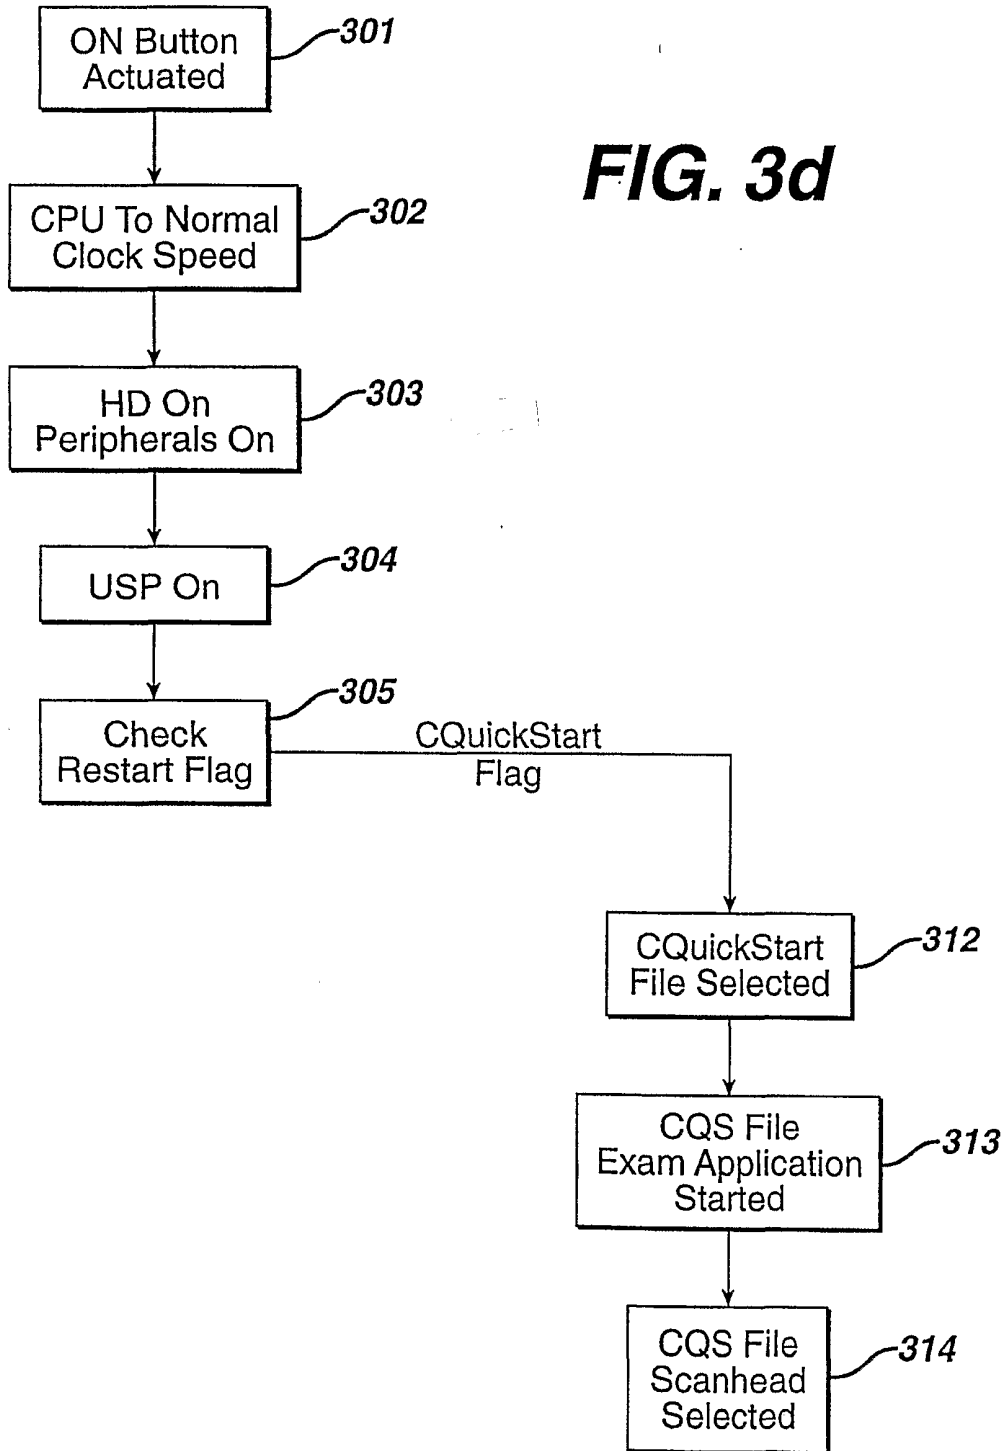 ON Button
Actuated
301
FIG. 3d
CPU To Normal
Clock Speed
302
HD On
Peripherals On
303
USP On
304
Check
Restart Flag
305
CQuickStart
Flag
CQuickStart
File Selected
312
CQS File
Exam Application
Started
313
CQS File
Scanhead
Selected
314